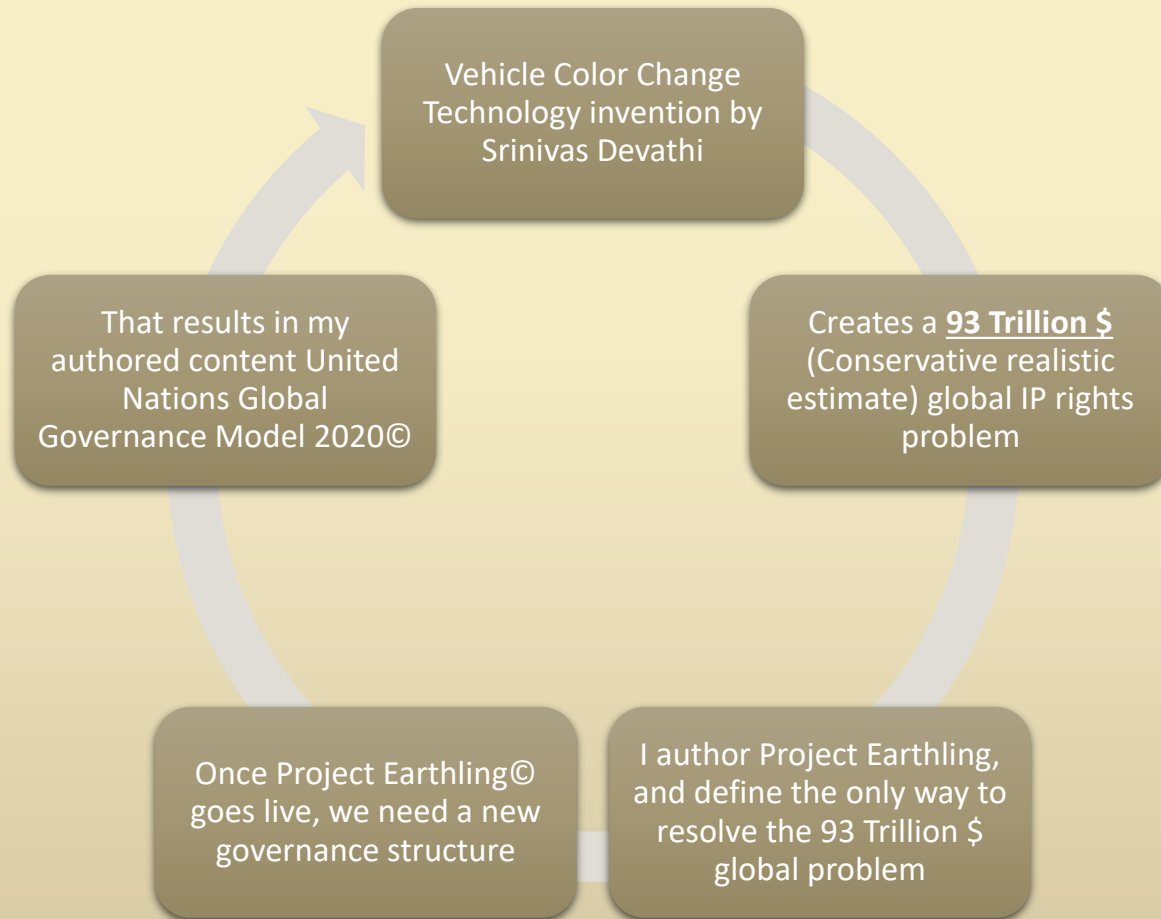 Vehicle Color Change
Technology invention by
Srinivas Devathi
Creates a 93 Trillion $
(Conservative realistic
estimate) global IP rights
problem
I author Project Earthling,
and define the only way to
resolve the 93 Trillion $
global problem
Once Project Earthling©
goes live, we need a new
governance structure
That results in my
authored content United
Nations Global
Governance Model 2020©